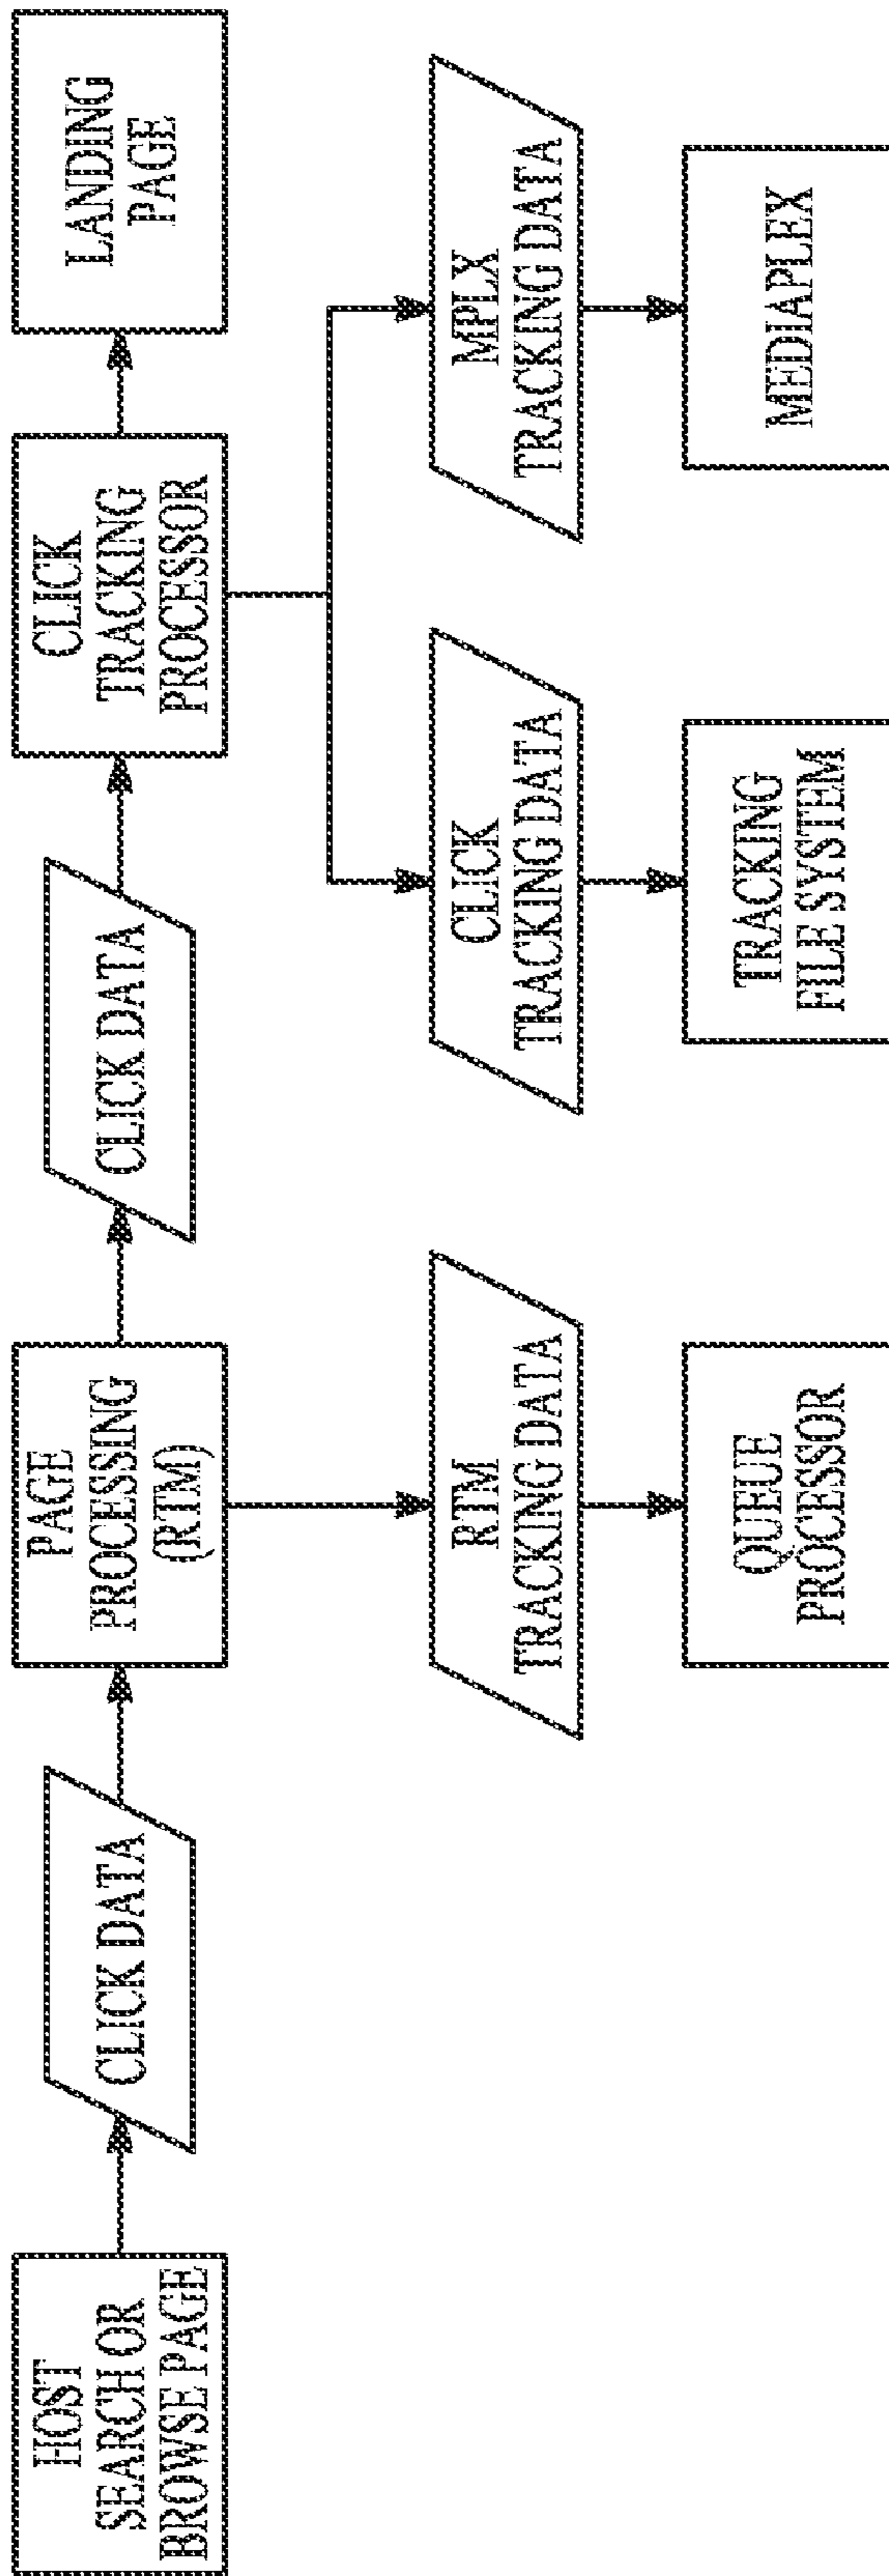 HOST
SEARCH OR
BROWSE PAGE
CLICK DATA
PAGE
PROCESSING
(RTM)
CLICK DATA
CLICK
TRACKING
PROCESSOR
LANDING
PAGE
RTM
TRACKING DATA
CLICK
TRACKING DATA
MPLX
TRACKING DATA
QUEUE
PROCESSOR
TRACKING
FILE SYSTEM
MEDIAPLEX